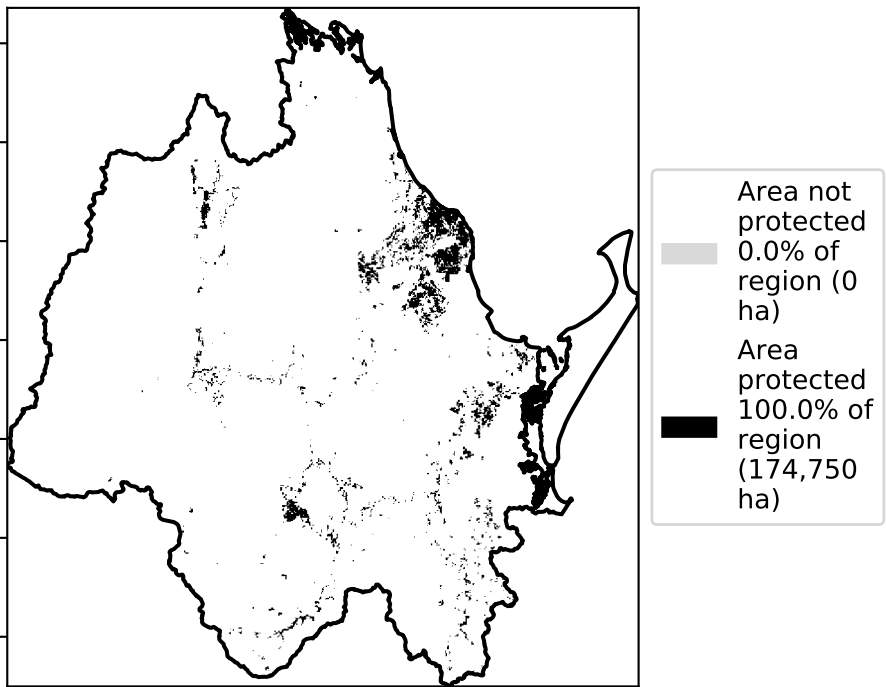 Area not
protected
0.0% of
region (0
ha)
Area
protected
100.0% of
region
(174,750
ha)